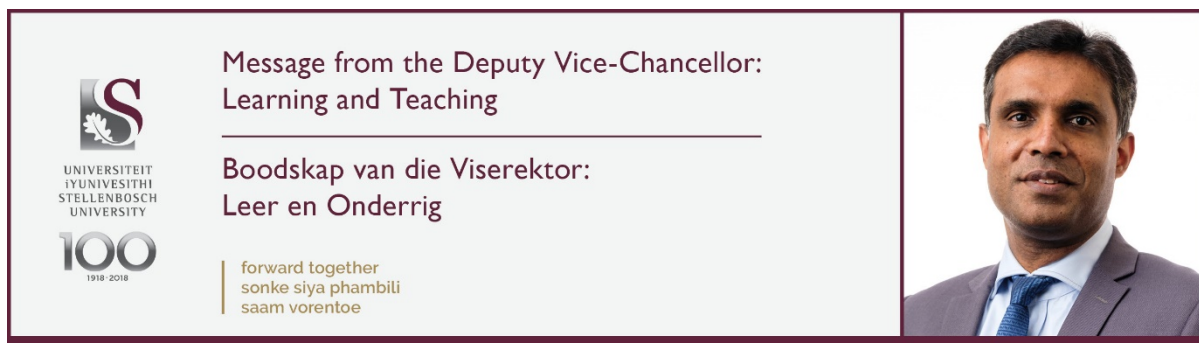 Message from the Deputy Vice-Chancellor:
Learning and Teaching
Boodskap van die Viserektor:
Leer en Onderrig
forward together
sonke siya phambili
saam vorentoe
UNIVERSITEIT
iYUNIVESITHI
STELLENBOSCH
UNIVERSITY
100
1918·2018